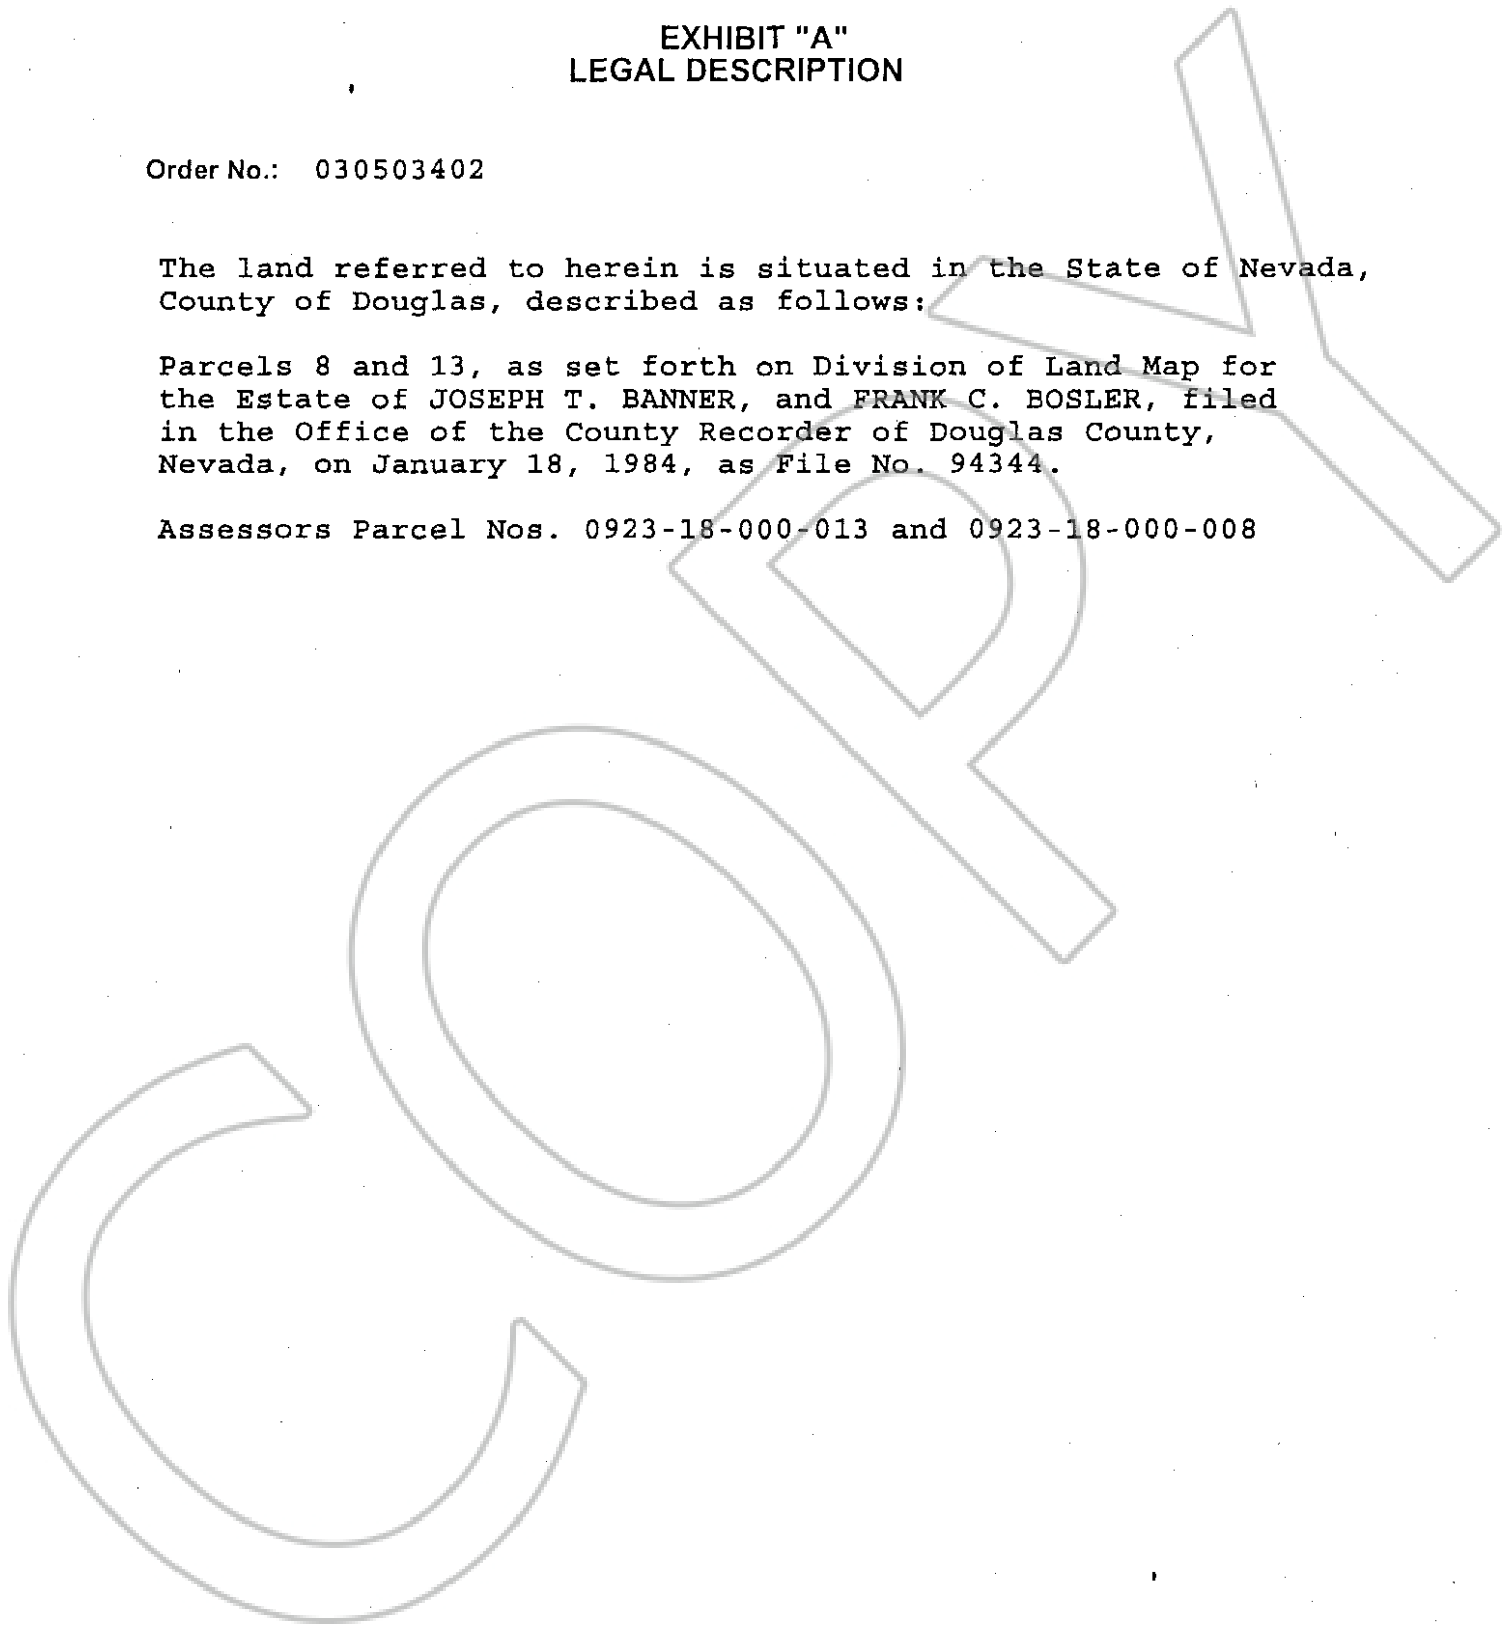 EXHIBIT "A"
LEGAL DESCRIPTION
Order No.: 030503402
The land referred to herein is situated in the State of Nevada,
County of Douglas, described as follows:
Parcels 8 and 13, as set forth on Division of Land Map for
the Estate of JOSEPH T. BANNER, and FRANK C. BOSLER, filed
in the Office of the County Recorder of Douglas County,
Nevada, on January 18, 1984, as File No. 94344.
Assessors Parcel Nos. 0923-18-000-013 and 0923-18-000-008
COPY